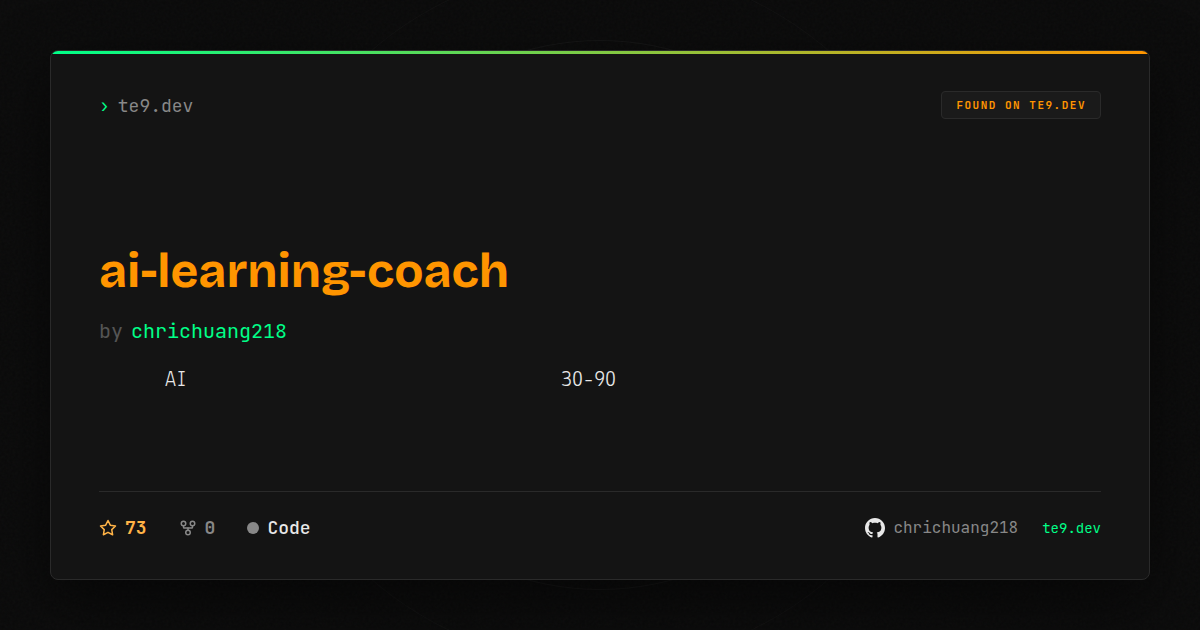 › te9.dev
FOUND ON TE9.DEV
ai-learning-coach
by chrichuang218
AI 30-90
73 0 Code
chrichuang218 te9.dev